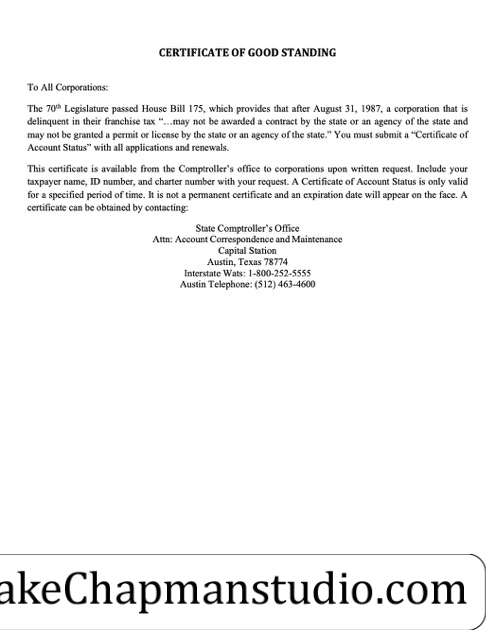 CERTIFICATE OF GOOD STANDING
To All Corporations:
The 70th Legislature passed House Bill 175, which provides that after August 31, 1987, a corporation that is
delinquent in their franchise tax “…may not be awarded a contract by the state or an agency of the state and
may not be granted a permit or license by the state or an agency of the state.” You must submit a “Certificate of
Account Status” with all applications and renewals.
This certificate is available from the Comptroller’s office to corporations upon written request. Include your
taxpayer name, ID number, and charter number with your request. A Certificate of Account Status is only valid
for a specified period of time. It is not a permanent certificate and an expiration date will appear on the face. A
certificate can be obtained by contacting:
State Comptroller’s Office
Attn: Account Correspondence and Maintenance
Capital Station
Austin, Texas 78774
Interstate Wats: 1-800-252-5555
Austin Telephone: (512) 463-4600
akeChapmanstudio.com